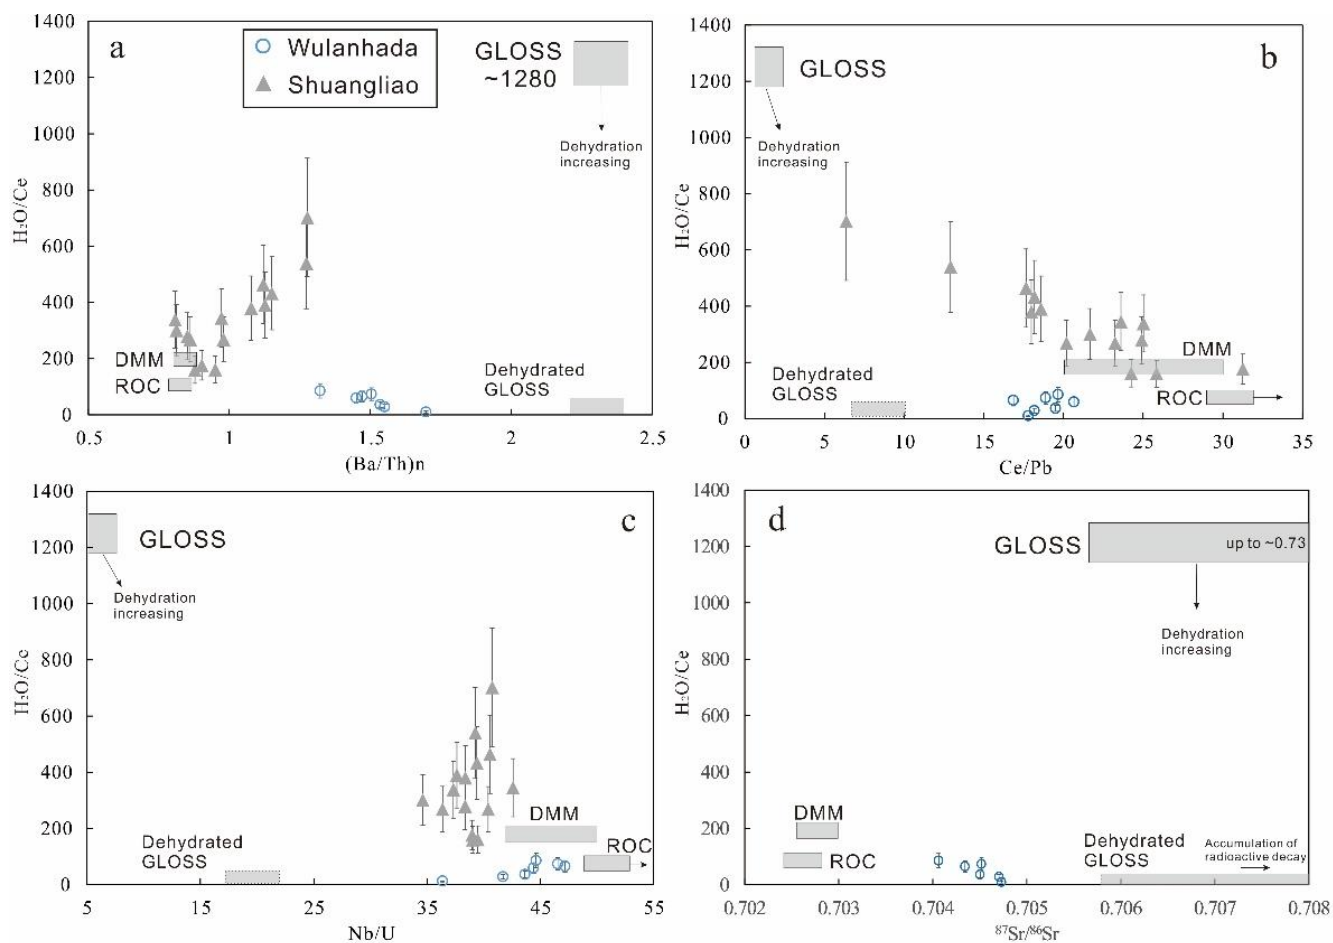 a
Wulanhada
Shuangliao
GLOSS
~1280
Dehydration
increasing
DMM
ROC
Dehydrated
GLOSS
H₂O/Ce
1400
1200
1000
800
600
400
200
0
0.5
1
1.5
2
2.5
(Ba/Th)n
b
GLOSS
Dehydration
increasing
DMM
ROC
Dehydrated
GLOSS
H₂O/Ce
1400
1200
1000
800
600
400
200
0
0
5
10
15
20
25
30
35
Ce/Pb
c
GLOSS
Dehydration
increasing
DMM
ROC
Dehydrated
GLOSS
H₂O/Ce
1400
1200
1000
800
600
400
200
0
5
15
25
35
45
55
Nb/U
d
GLOSS
up to ~0.73
Dehydration
increasing
DMM
ROC
Dehydrated
GLOSS
Accumulation of
radioactive decay
H₂O/Ce
1400
1200
1000
800
600
400
200
0
0.702
0.703
0.704
0.705
0.706
0.707
0.708
⁸⁷Sr/⁸⁶Sr